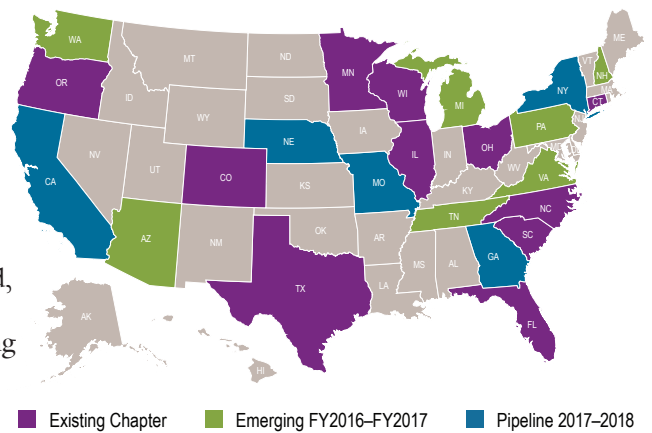 WA
ME
MT
ND
VT
OR
MN
NH
ID
SD
WI
NY
MA
WY
MI
CT
IA
PA
NJ
NE
NV
OH
IL
IN
UT
CA
CO
WV
VA
KS
MO
KY
NC
TN
AZ
OK
NM
AR
SC
MS
AL
GA
TX
LA
d,
AK
FL
ng
HI
Existing Chapter
Emerging FY2016–FY2017
Pipeline 2017–2018